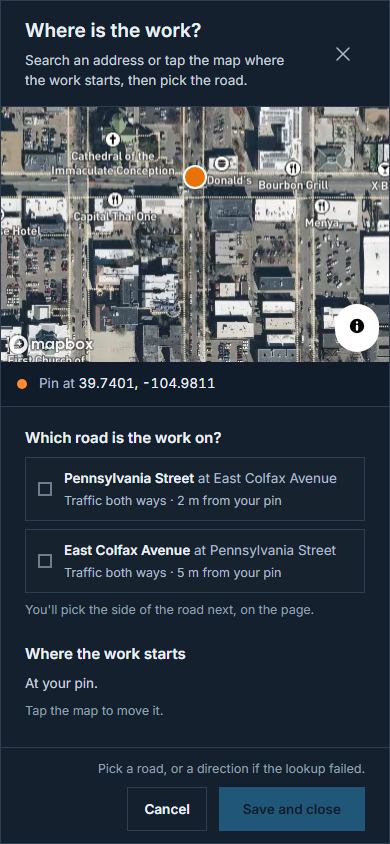 Where is the work?
Search an address or tap the map where
the work starts, then pick the road.
Cathedral of the
Immaculate Conception
Donald's
Bourbon Grill
X B
Capital Thai One
Menya
se Hotel
mapbox
First Church of
Pin at 39.7401, -104.9811
Which road is the work on?
Pennsylvania Street at East Colfax Avenue
Traffic both ways · 2 m from your pin
East Colfax Avenue at Pennsylvania Street
Traffic both ways · 5 m from your pin
You'll pick the side of the road next, on the page.
Where the work starts
At your pin.
Tap the map to move it.
Pick a road, or a direction if the lookup failed.
Cancel
Save and close